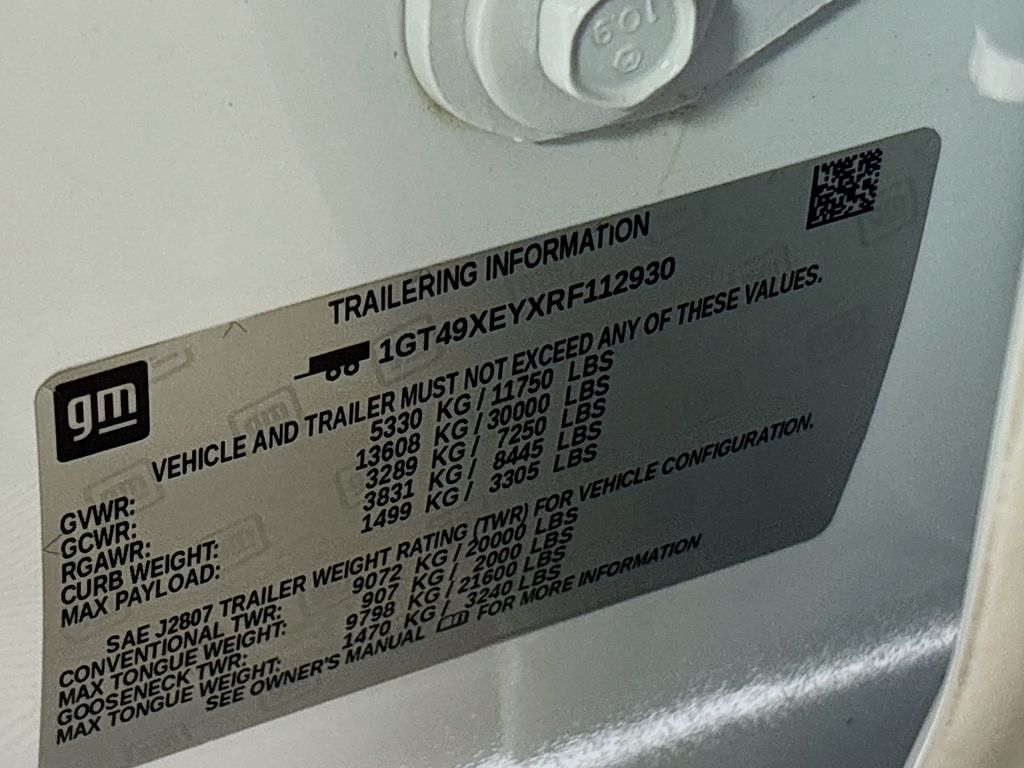 10.9
TRAILERING INFORMATION
1GT49XEYXRF112930
gm
VEHICLE AND TRAILER MUST NOT EXCEED ANY OF THESE VALUES.
GVWR: 5330 KG / 11750 LBS
GCWR: 13608 KG / 30000 LBS
RGAWR: 3289 KG / 7250 LBS
CURB WEIGHT: 3831 KG / 8445 LBS
MAX PAYLOAD: 1499 KG / 3305 LBS
SAE J2807 TRAILER WEIGHT RATING (TWR) FOR VEHICLE CONFIGURATION.
CONVENTIONAL TWR: 9072 KG / 20000 LBS
MAX TONGUE WEIGHT: 907 KG / 2000 LBS
GOOSENECK TWR: 9798 KG / 21600 LBS
MAX TONGUE WEIGHT: 1470 KG / 3240 LBS
SEE OWNER'S MANUAL FOR MORE INFORMATION